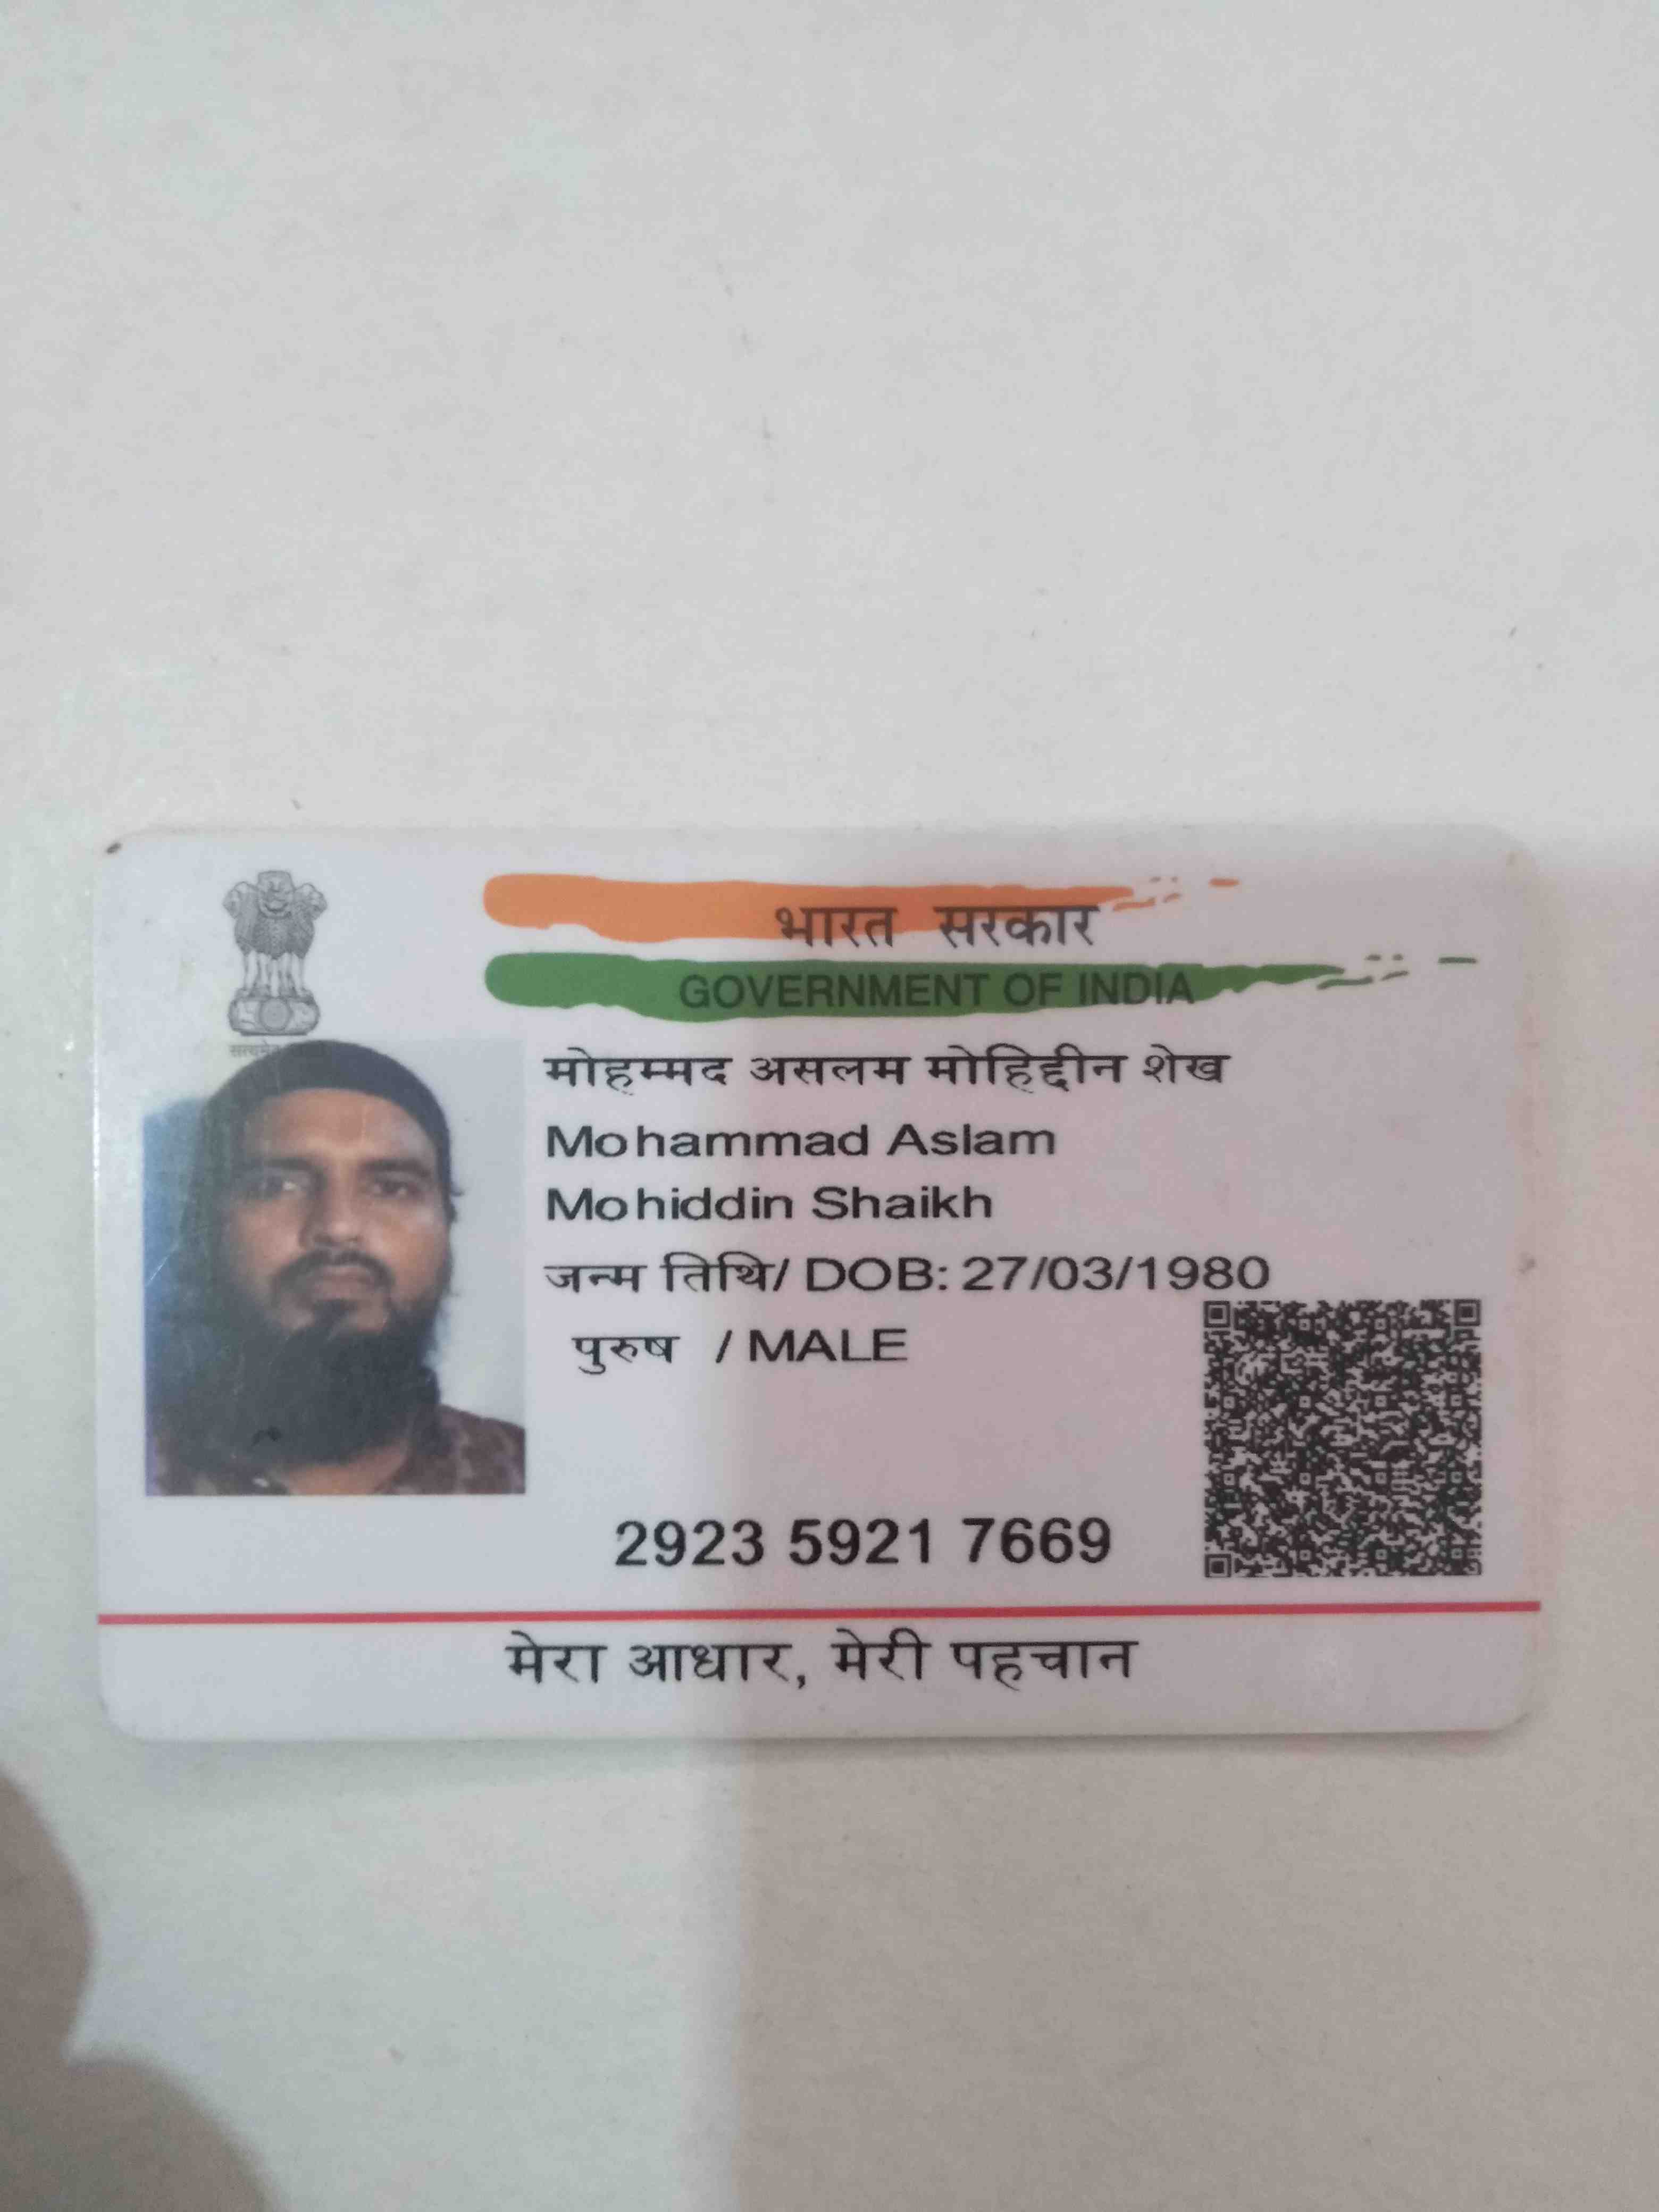 भारत सरकार
GOVERNMENT OF INDIA
मोहम्मद असलम मोहिद्दीन शेख
Mohammad Aslam
Mohiddin Shaikh
जन्म तिथि/ DOB: 27/03/1980
पुरुष / MALE
2923 5921 7669
मेरा आधार, मेरी पहचान